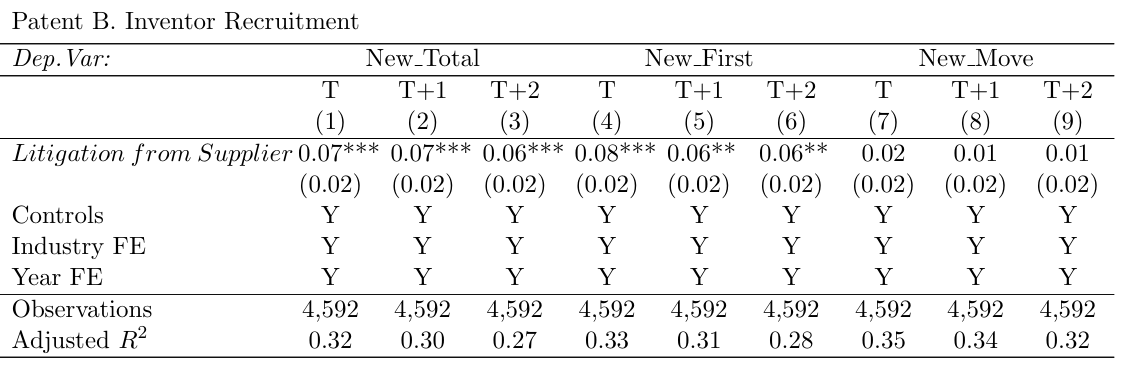 Patent B. Inventor Recruitment
Dep.Var: New_Total New_First New_Move
T T+1 T+2 T T+1 T+2 T T+1 T+2
(1) (2) (3) (4) (5) (6) (7) (8) (9)
Litigation from Supplier 0.07*** 0.07*** 0.06*** 0.08*** 0.06** 0.06** 0.02 0.01 0.01
(0.02) (0.02) (0.02) (0.02) (0.02) (0.02) (0.02) (0.02) (0.02)
Controls Y Y Y Y Y Y Y Y Y
Industry FE Y Y Y Y Y Y Y Y Y
Year FE Y Y Y Y Y Y Y Y Y
Observations 4,592 4,592 4,592 4,592 4,592 4,592 4,592 4,592 4,592
Adjusted R² 0.32 0.30 0.27 0.33 0.31 0.28 0.35 0.34 0.32